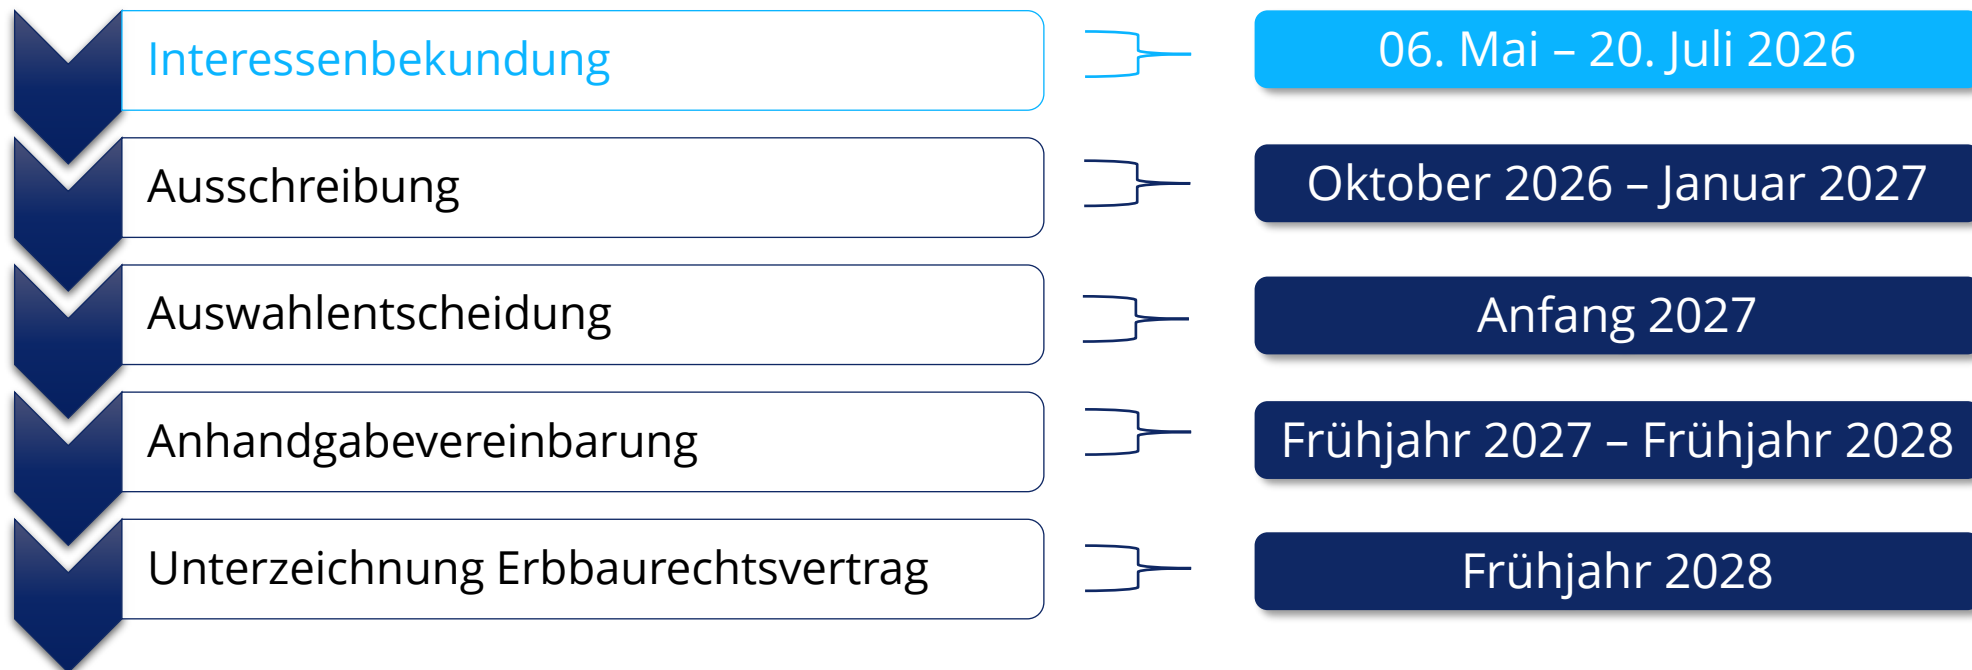 Interessenbekundung
06. Mai – 20. Juli 2026
Ausschreibung
Oktober 2026 – Januar 2027
Auswahlentscheidung
Anfang 2027
Anhandgabevereinbarung
Frühjahr 2027 – Frühjahr 2028
Unterzeichnung Erbbaurechtsvertrag
Frühjahr 2028